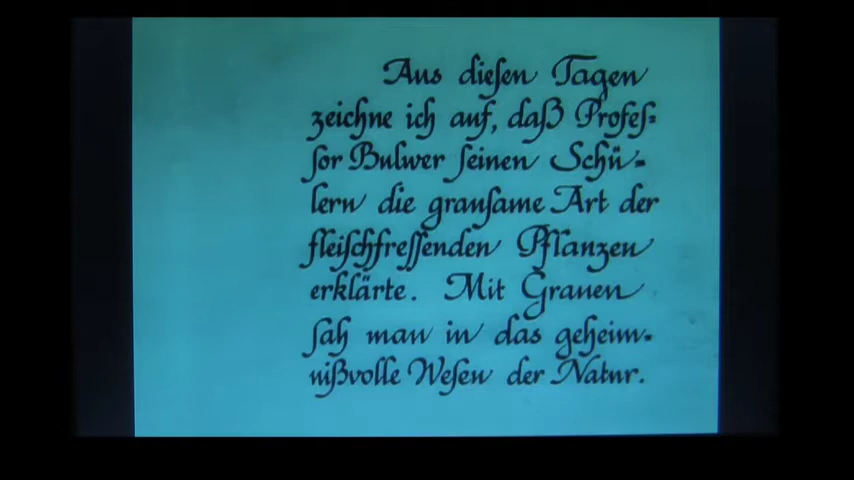 Aus dieſen Tagen
zeichne ich auf, daß Profeſ=
ſor Bulwer ſeinen Schü=
lern die grauſame Art der
fleiſchfreſſenden Pflanzen
erklärte. Mit Grauen
ſah man in das geheim=
nißvolle Weſen der Natur.